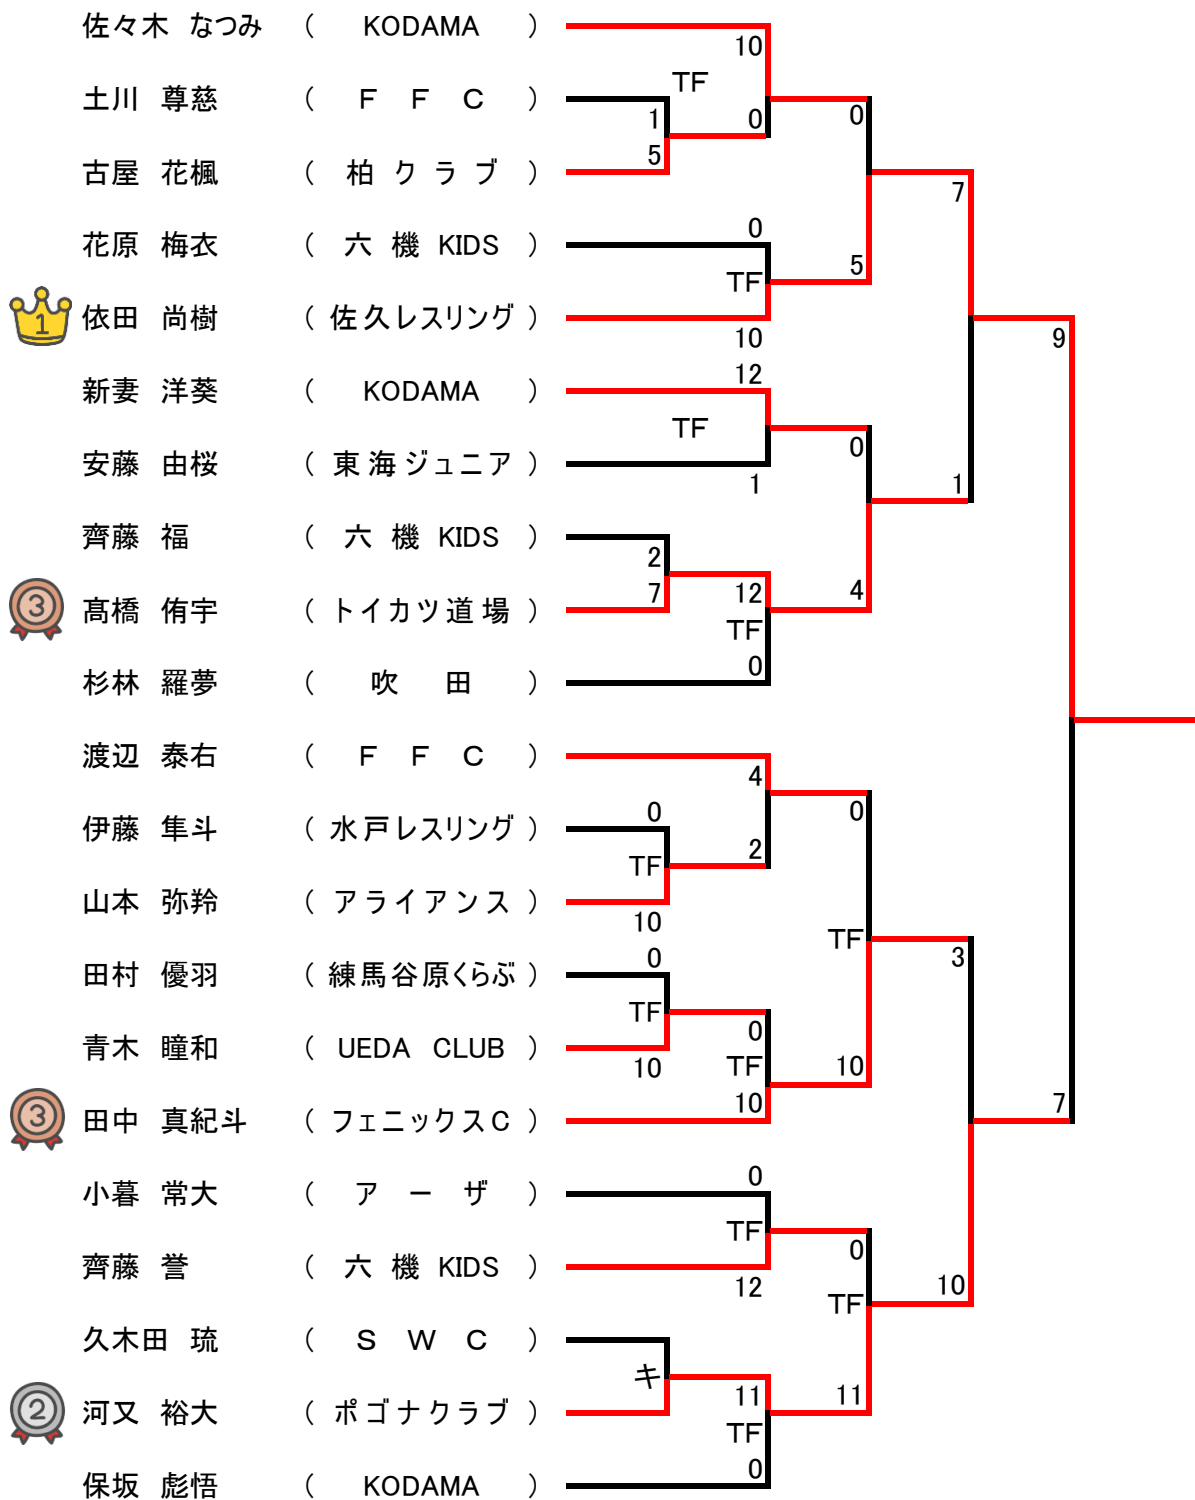 佐々木 なつみ ( KODAMA )
10
TF
土川 尊慈 ( F F C )
1
0
0
5
古屋 花楓 ( 柏クラブ )
7
0
花原 梅衣 ( 六機 KIDS )
5
TF
1 依田 尚樹 ( 佐久レスリング )
10
9
12
新妻 洋葵 ( KODAMA )
TF
0
安藤 由桜 ( 東海ジュニア )
1
1
齊藤 福 ( 六機 KIDS )
2
7
12
4
3 髙橋 侑宇 ( トイカツ道場 )
TF
0
杉林 羅夢 ( 吹田 )
渡辺 泰右 ( F F C )
4
0
0
伊藤 隼斗 ( 水戸レスリング )
2
TF
山本 弥羚 ( アライアンス )
10
TF
0
3
田村 優羽 ( 練馬谷原くらぶ )
TF
0
青木 瞳和 ( UEDA CLUB )
10
TF
10
10
7
3 田中 真紀斗 ( フェニックスC )
0
小暮 常大 ( アーザ )
TF
0
齊藤 誉 ( 六機 KIDS )
12
10
TF
久木田 琉 ( S W C )
キ
11
11
2 河又 裕大 ( ポゴナクラブ )
TF
0
保坂 彪悟 ( KODAMA )